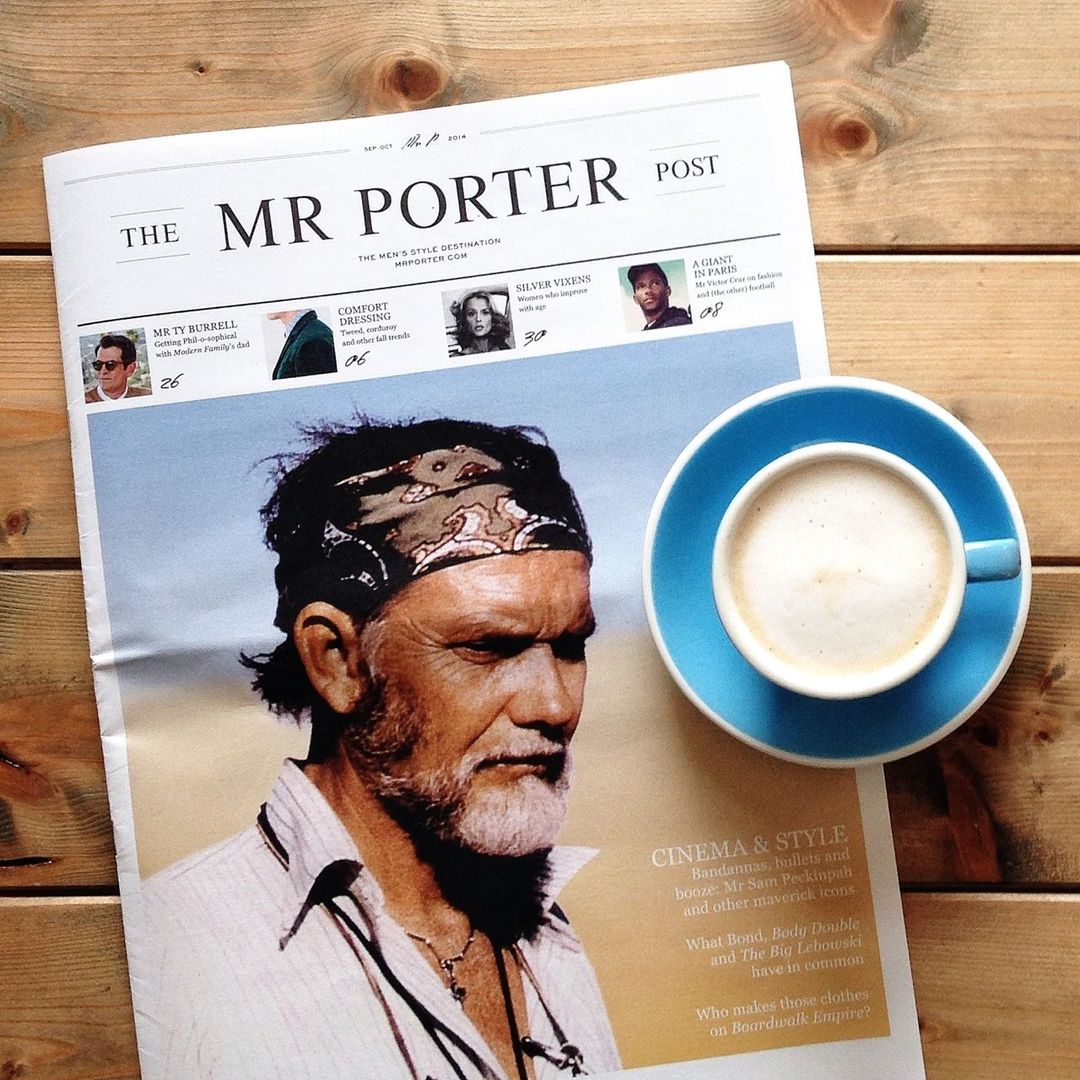 SEP.OCT Mr P 2014
THE MR PORTER POST
THE MEN'S STYLE DESTINATION
MRPORTER.COM
MR TY BURRELL
Getting Phil-o-sophical
with Modern Family's dad
26
COMFORT
DRESSING
Tweed, corduroy
and other fall trends
06
SILVER VIXENS
Women who improve
with age
30
A GIANT
IN PARIS
Mr Victor Cruz on fashion
and (the other) football
08
CINEMA & STYLE
Bandannas, bullets and
booze: Mr Sam Peckinpah
and other maverick icons
What Bond, Body Double
and The Big Lebowski
have in common
Who makes those clothes
on Boardwalk Empire?